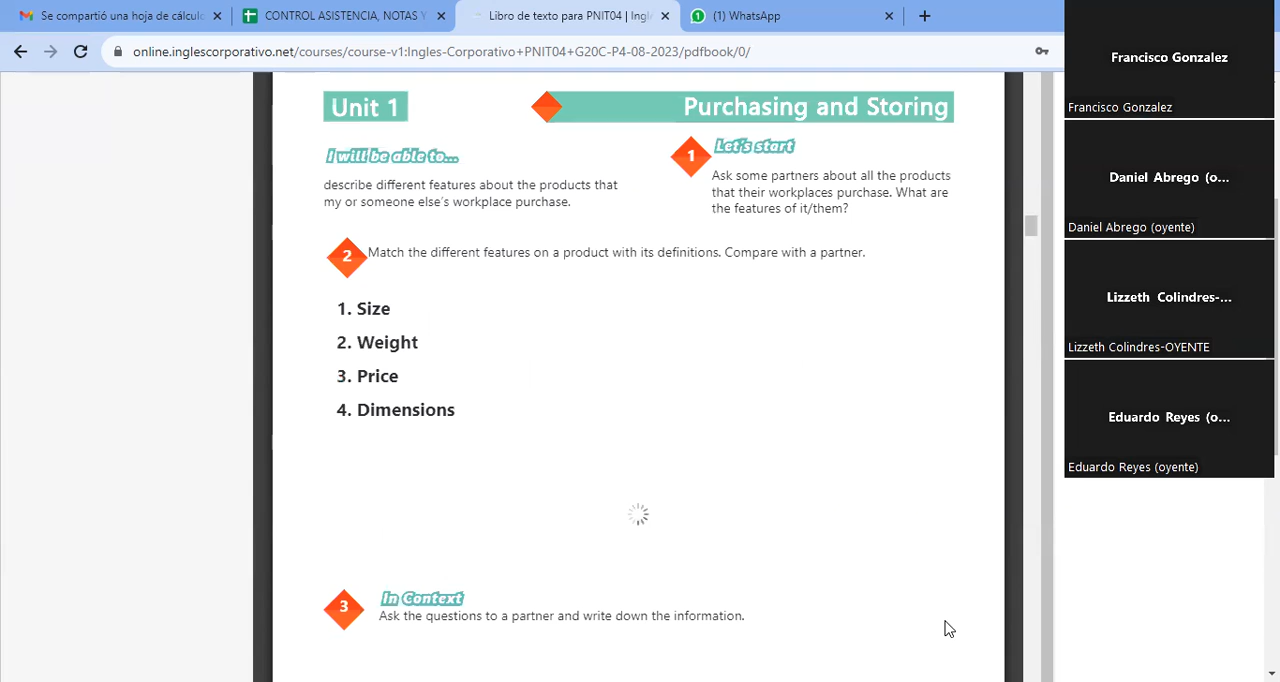 Se compartió una hoja de cálculo
CONTROL ASISTENCIA, NOTAS Y
Libro de texto para PNIT04 | Ingl
(1) WhatsApp
online.inglescorporativo.net/courses/course-v1:Ingles-Corporativo+PNIT04+G20C-P4-08-2023/pdfbook/0/
Unit 1
Purchasing and Storing
I will be able to...
describe different features about the products that
my or someone else's workplace purchase.
1
Let's start
Ask some partners about all the products
that their workplaces purchase. What are
the features of it/them?
2
Match the different features on a product with its definitions. Compare with a partner.
1. Size
2. Weight
3. Price
4. Dimensions
3
In Context
Ask the questions to a partner and write down the information.
Francisco Gonzalez
Francisco Gonzalez
Daniel Abrego (o...
Daniel Abrego (oyente)
Lizzeth Colindres-...
Lizzeth Colindres-OYENTE
Eduardo Reyes (o...
Eduardo Reyes (oyente)